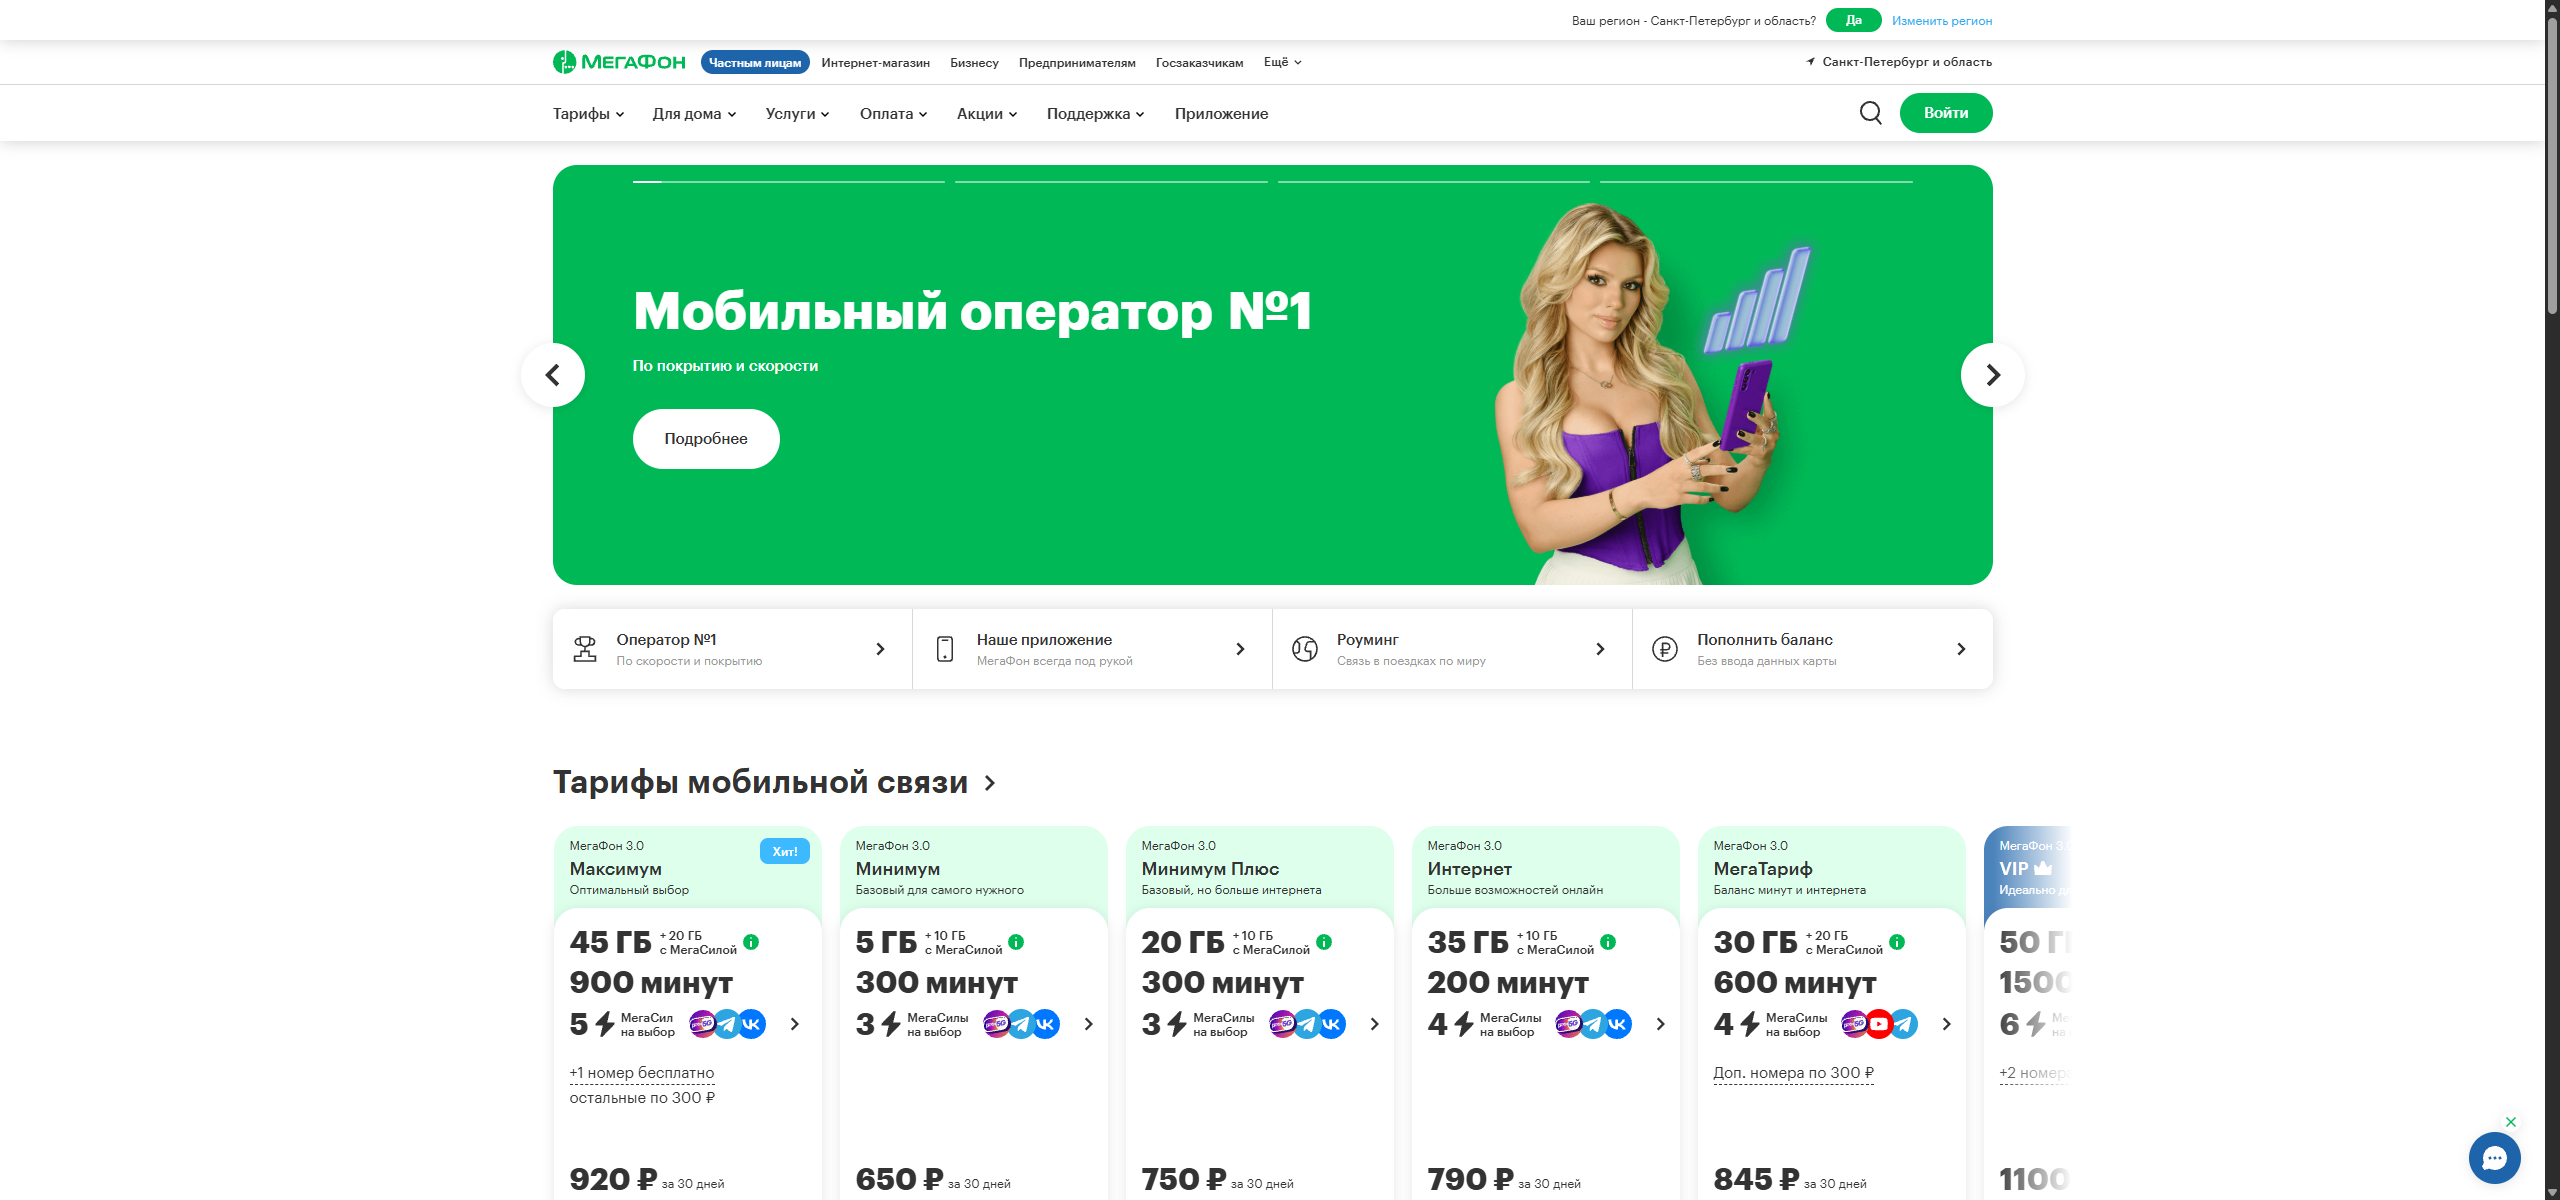 Ваш регион - Санкт-Петербург и область? Да Изменить регион
МегаФон Частным лицам Интернет-магазин Бизнесу Предпринимателям Госзаказчикам Ещё Санкт-Петербург и область
Тарифы Для дома Услуги Оплата Акции Поддержка Приложение Войти
Мобильный оператор №1
По покрытию и скорости
Подробнее
Оператор №1
По скорости и покрытию
Наше приложение
МегаФон всегда под рукой
Роуминг
Связь в поездках по миру
Пополнить баланс
Без ввода данных карты
Тарифы мобильной связи
МегаФон 3.0
Хит!
Максимум
Оптимальный выбор
45 ГБ + 20 ГБ
с МегаСилой
900 минут
5 МегаСил
на выбор
+1 номер бесплатно
остальные по 300 ₽
920 ₽ за 30 дней
МегаФон 3.0
Минимум
Базовый для самого нужного
5 ГБ + 10 ГБ
с МегаСилой
300 минут
3 МегаСилы
на выбор
650 ₽ за 30 дней
МегаФон 3.0
Минимум Плюс
Базовый, но больше интернета
20 ГБ + 10 ГБ
с МегаСилой
300 минут
3 МегаСилы
на выбор
750 ₽ за 30 дней
МегаФон 3.0
Интернет
Больше возможностей онлайн
35 ГБ + 10 ГБ
с МегаСилой
200 минут
4 МегаСилы
на выбор
790 ₽ за 30 дней
МегаФон 3.0
МегаТариф
Баланс минут и интернета
30 ГБ + 20 ГБ
с МегаСилой
600 минут
4 МегаСилы
на выбор
Доп. номера по 300 ₽
845 ₽ за 30 дней
МегаФон 3.0
VIP
Идеально
50
1500
6
+2 номера
1100